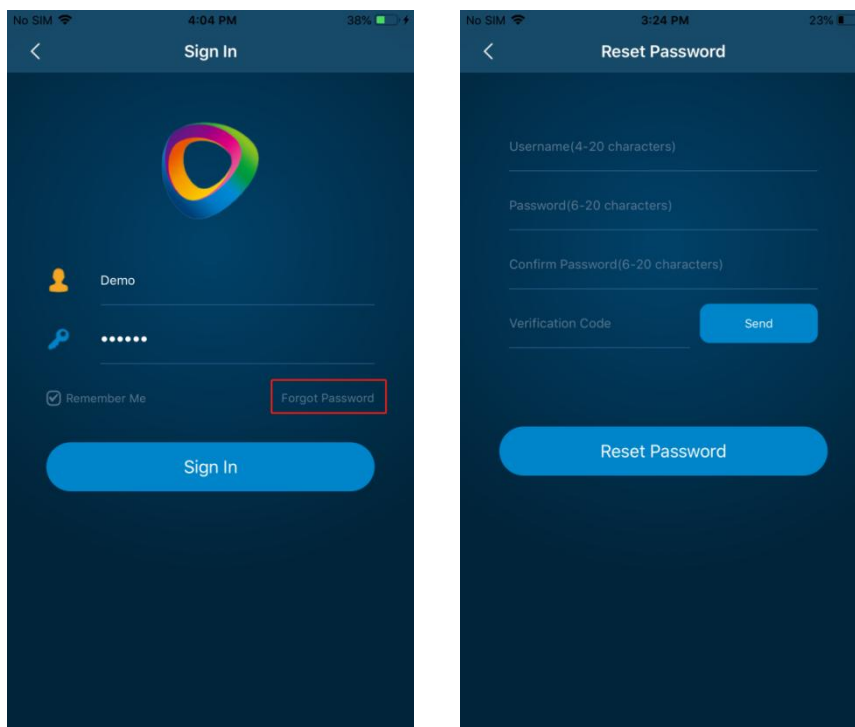 No SIM 4:04 PM 38%
Sign In
Demo
••••••
Remember Me Forgot Password
Sign In
No SIM 3:24 PM 23%
Reset Password
Username(4-20 characters)
Password(6-20 characters)
Confirm Password(6-20 characters)
Verification Code Send
Reset Password